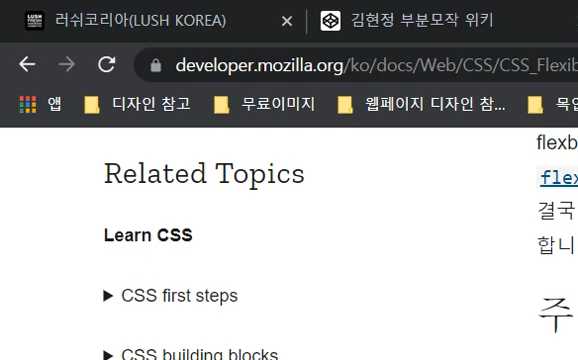 러쉬코리아(LUSH KOREA)
김현정 부분모작 위키
developer.mozilla.org/ko/docs/Web/CSS/CSS_Flexib
앱
디자인 참고
무료이미지
웹페이지 디자인 참...
목업
Related Topics
Learn CSS
▶ CSS first steps
▶ CSS building blocks
flexb
flex
결국
합니
주